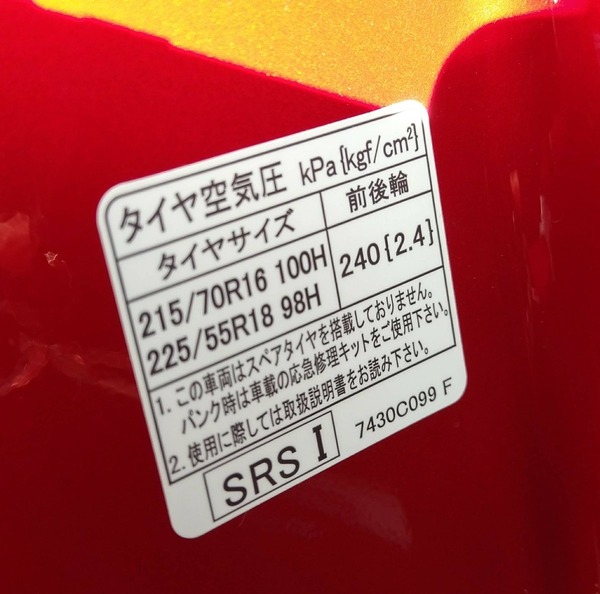 タイヤ空気圧 kPa{kgf/cm²}
タイヤサイズ 前後輪
215/70R16 100H
225/55R18 98H
240{2.4}
1. この車両はスペアタイヤを搭載しておりません。
パンク時は車載の応急修理キットをご使用下さい。
2. 使用に際しては取扱説明書をお読み下さい。
SRS I 7430C099 F